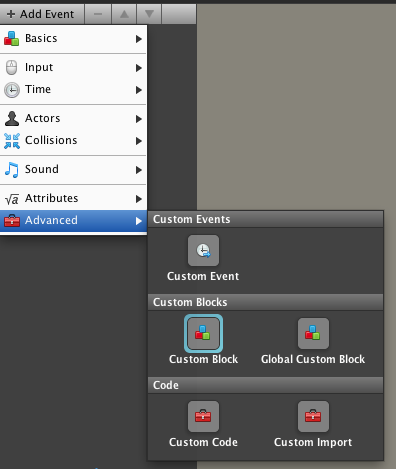 + Add Event
Basics
Input
Time
Actors
Collisions
Sound
√a Attributes
Advanced
Custom Events
Custom Event
Custom Blocks
Custom Block Global Custom Block
Code
Custom Code Custom Import